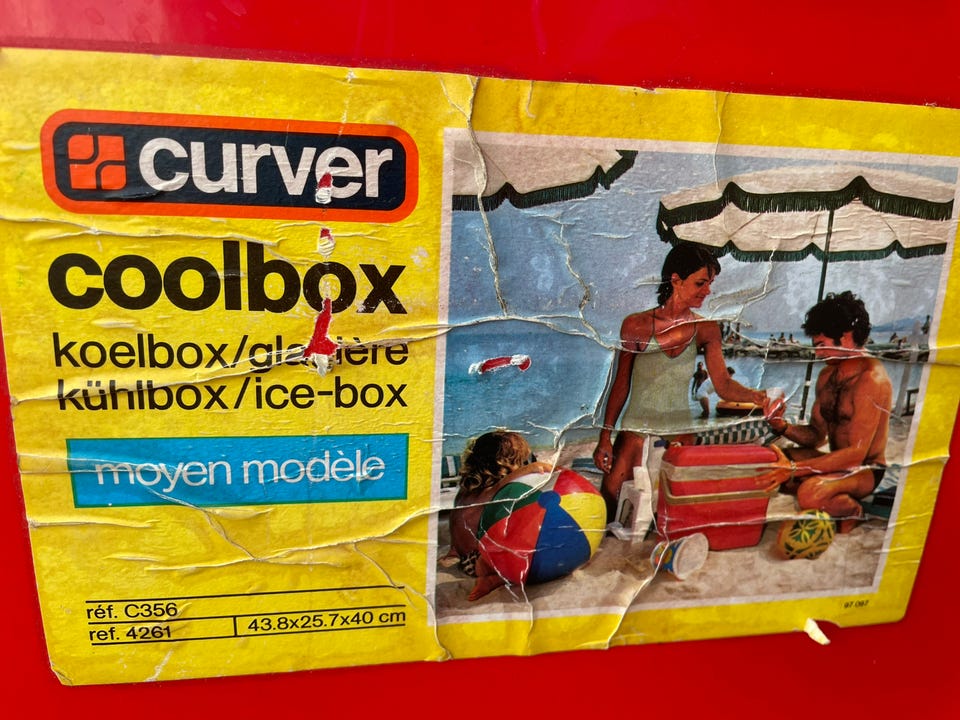 curver
coolbox
koelbox/glacière
kühlbox/ice-box
moyen modèle
réf. C356
ref. 4261
43.8x25.7x40 cm
97.097